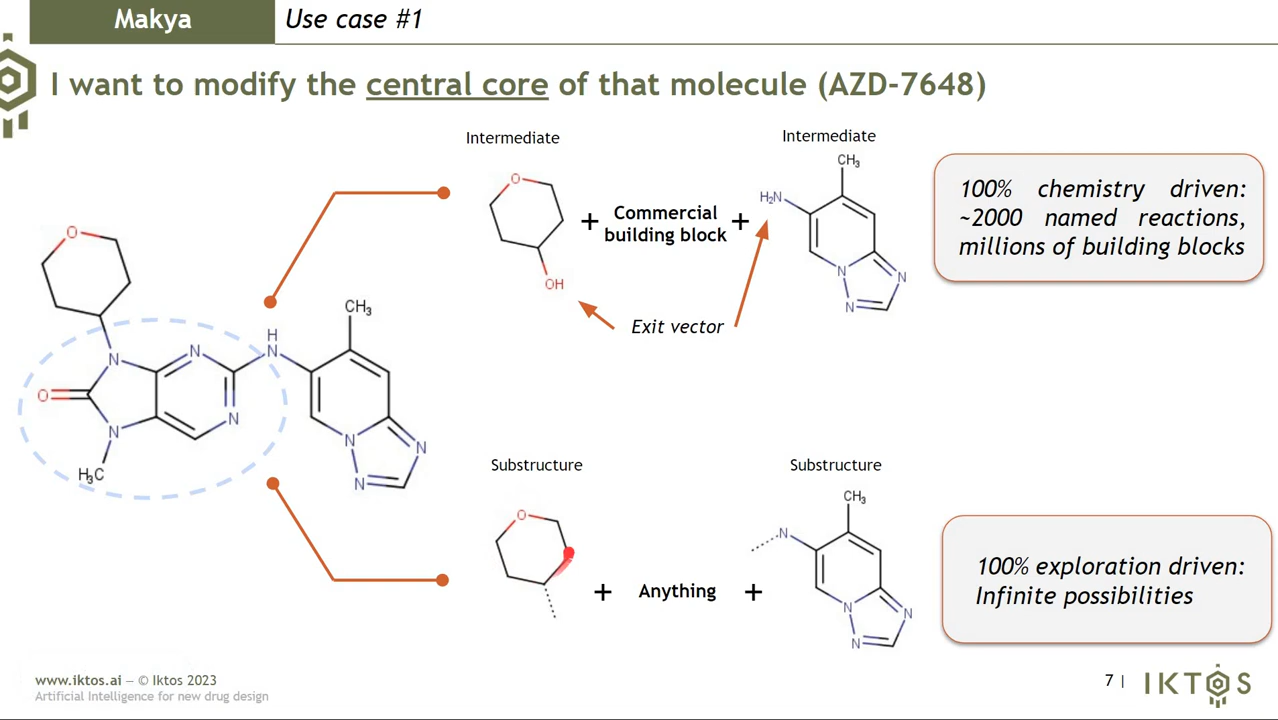 Makya
Use case #1
I want to modify the central core of that molecule (AZD-7648)
Intermediate
Intermediate
O
OH
+
Commercial
building block
+
CH₃
H₂N
N
N
N
Exit vector
100% chemistry driven:
~2000 named reactions,
millions of building blocks
O
O
N
N
N
N
H₃C
H
N
CH₃
N
N
N
Substructure
Substructure
O
+
Anything
+
CH₃
N
N
N
N
100% exploration driven:
Infinite possibilities
www.iktos.ai – © Iktos 2023
Artificial Intelligence for new drug design
7 |
IKTOS